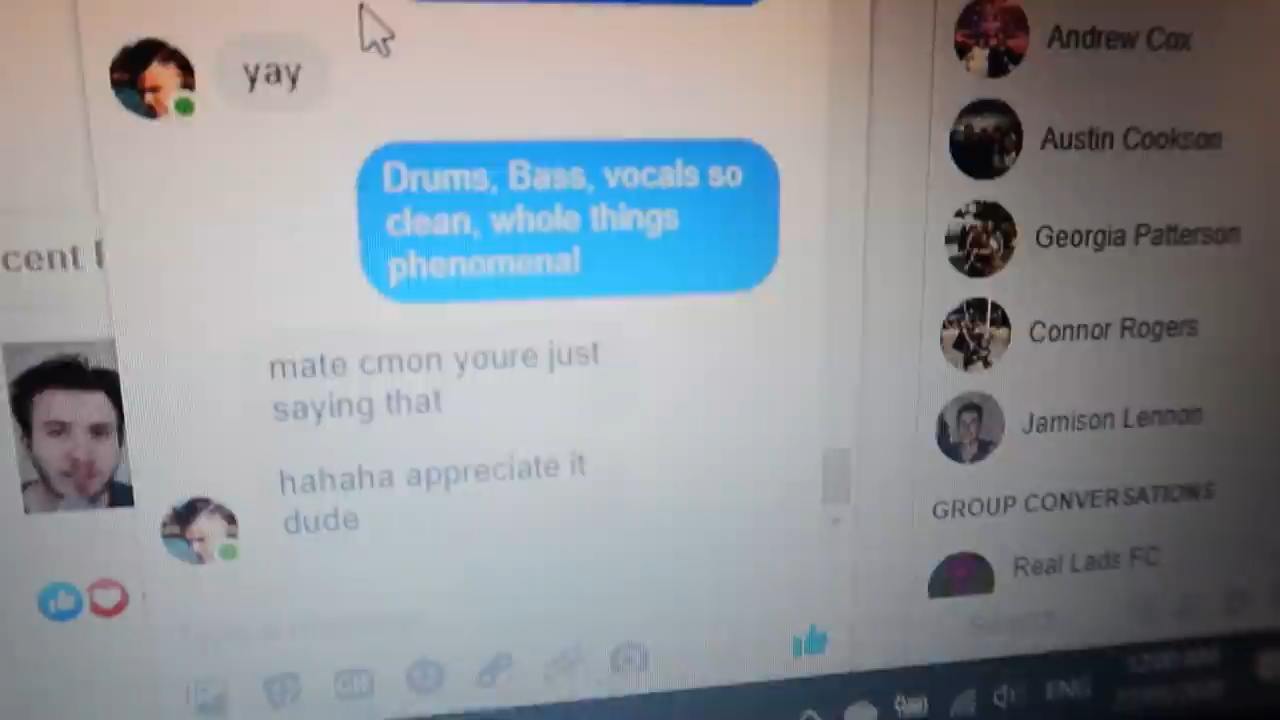 yay
Drums, Bass, vocals so
clean, whole things
phenomenal
mate cmon youre just
saying that
hahaha appreciate it
dude
cent
Andrew Cox
Austin Cookson
Georgia Patterson
Connor Rogers
Jamison Lennon
GROUP CONVERSATIONS
Real Lads FC
GIF
ENG